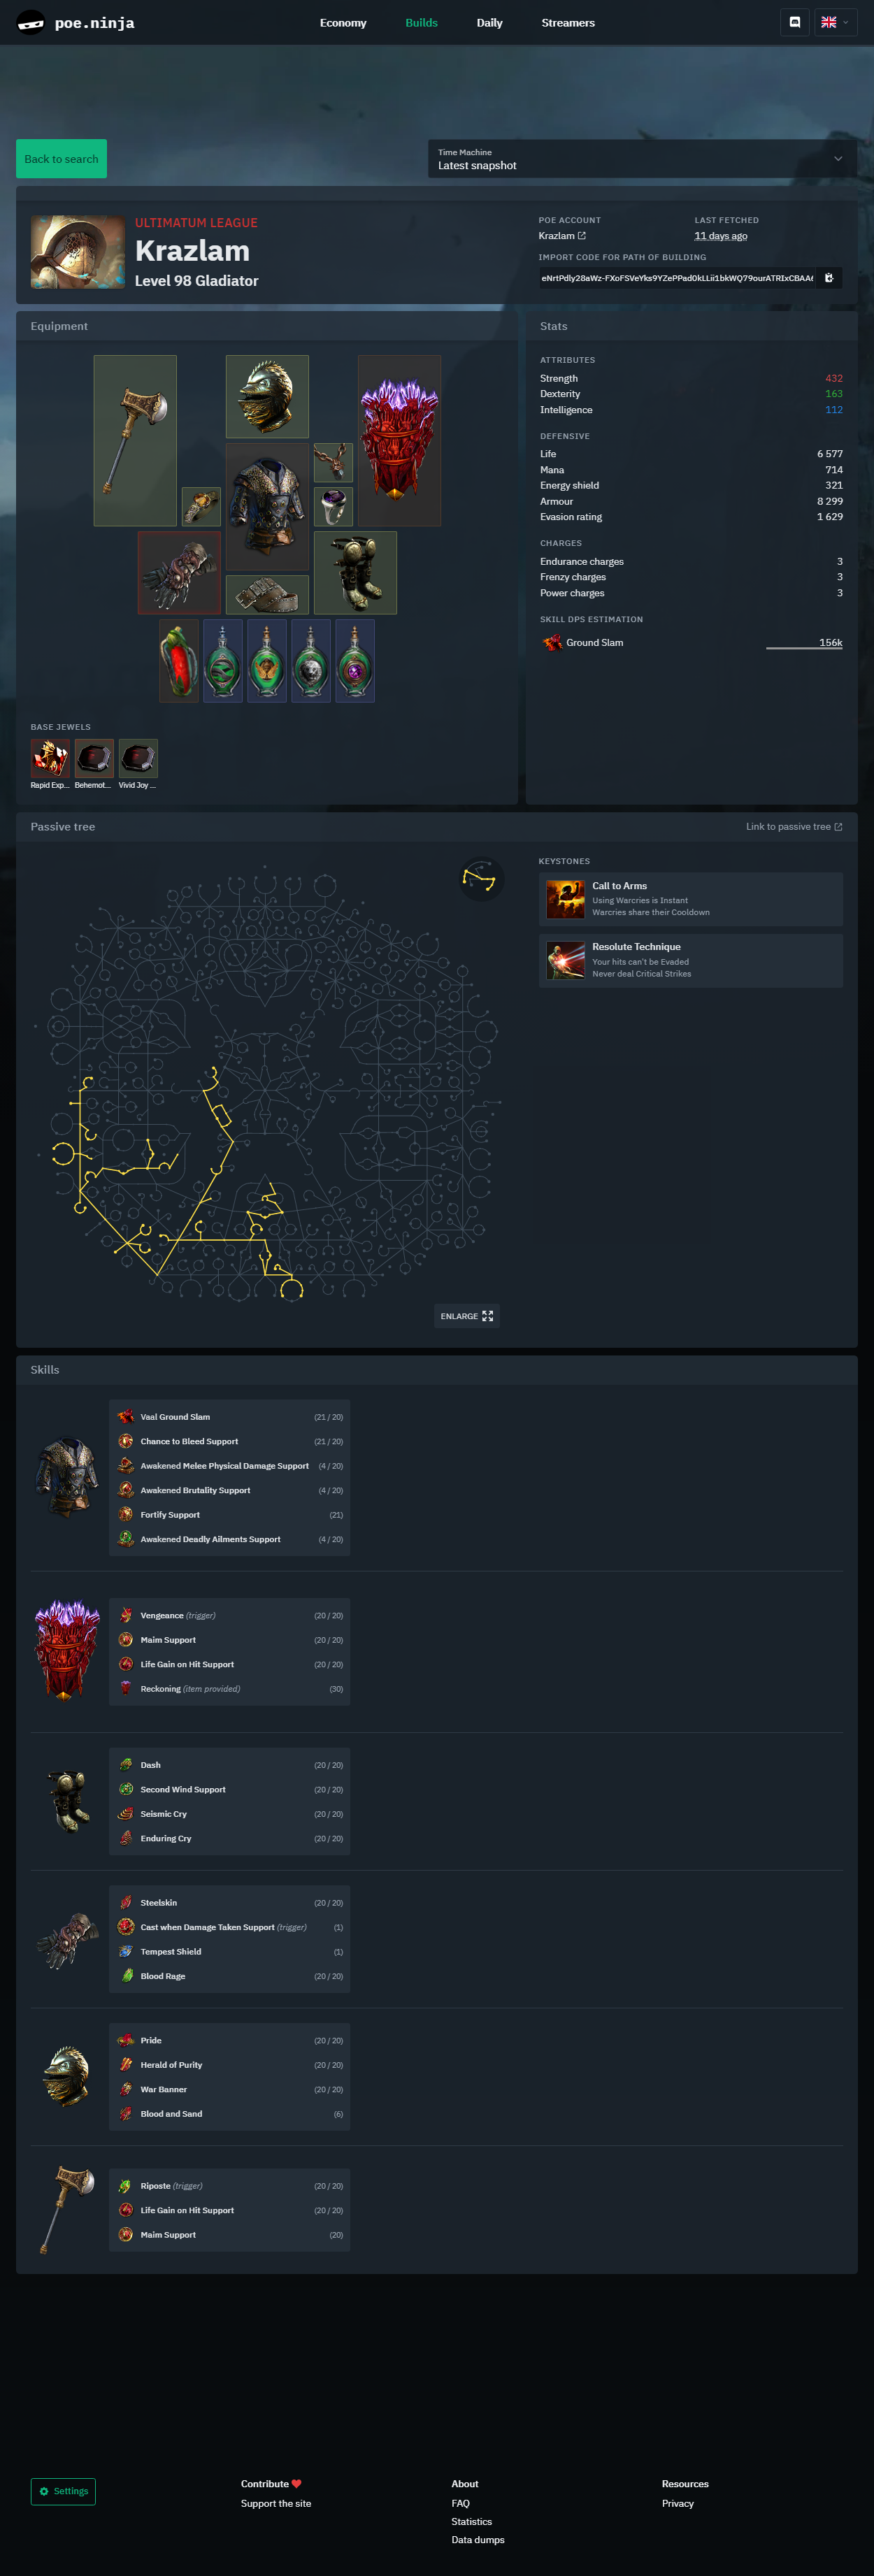 poe.ninja
Economy
Builds
Daily
Streamers
Back to search
Time Machine
Latest snapshot
ULTIMATUM LEAGUE
Krazlam
Level 98 Gladiator
POE ACCOUNT
LAST FETCHED
Krazlam
11 days ago
IMPORT CODE FOR PATH OF BUILDING
Equipment
Stats
ATTRIBUTES
Strength 432
Dexterity 163
Intelligence 112
DEFENSIVE
Life 6 577
Mana 714
Energy shield 321
Armour 8 299
Evasion rating 1 629
CHARGES
Endurance charges 3
Frenzy charges 3
Power charges 3
SKILL DPS ESTIMATION
Ground Slam 156k
BASE JEWELS
Rapid Exp...
Behemot...
Vivid Joy ...
Passive tree
Link to passive tree
KEYSTONES
Call to Arms
Using Warcries is Instant
Warcries share their Cooldown
Resolute Technique
Your hits can't be Evaded
Never deal Critical Strikes
ENLARGE
Skills
Vaal Ground Slam (21 / 20)
Chance to Bleed Support (21 / 20)
Awakened Melee Physical Damage Support (4 / 20)
Awakened Brutality Support (4 / 20)
Fortify Support (21)
Awakened Deadly Ailments Support (4 / 20)
Vengeance (trigger) (20 / 20)
Maim Support (20 / 20)
Life Gain on Hit Support (20 / 20)
Reckoning (item provided) (30)
Dash (20 / 20)
Second Wind Support (20 / 20)
Seismic Cry (20 / 20)
Enduring Cry (20 / 20)
Steelskin (20 / 20)
Cast when Damage Taken Support (trigger) (1)
Tempest Shield (1)
Blood Rage (20 / 20)
Pride (20 / 20)
Herald of Purity (20 / 20)
War Banner (20 / 20)
Blood and Sand (6)
Riposte (trigger) (20 / 20)
Life Gain on Hit Support (20 / 20)
Maim Support (20)
Settings
Contribute
Support the site
About
FAQ
Statistics
Data dumps
Resources
Privacy